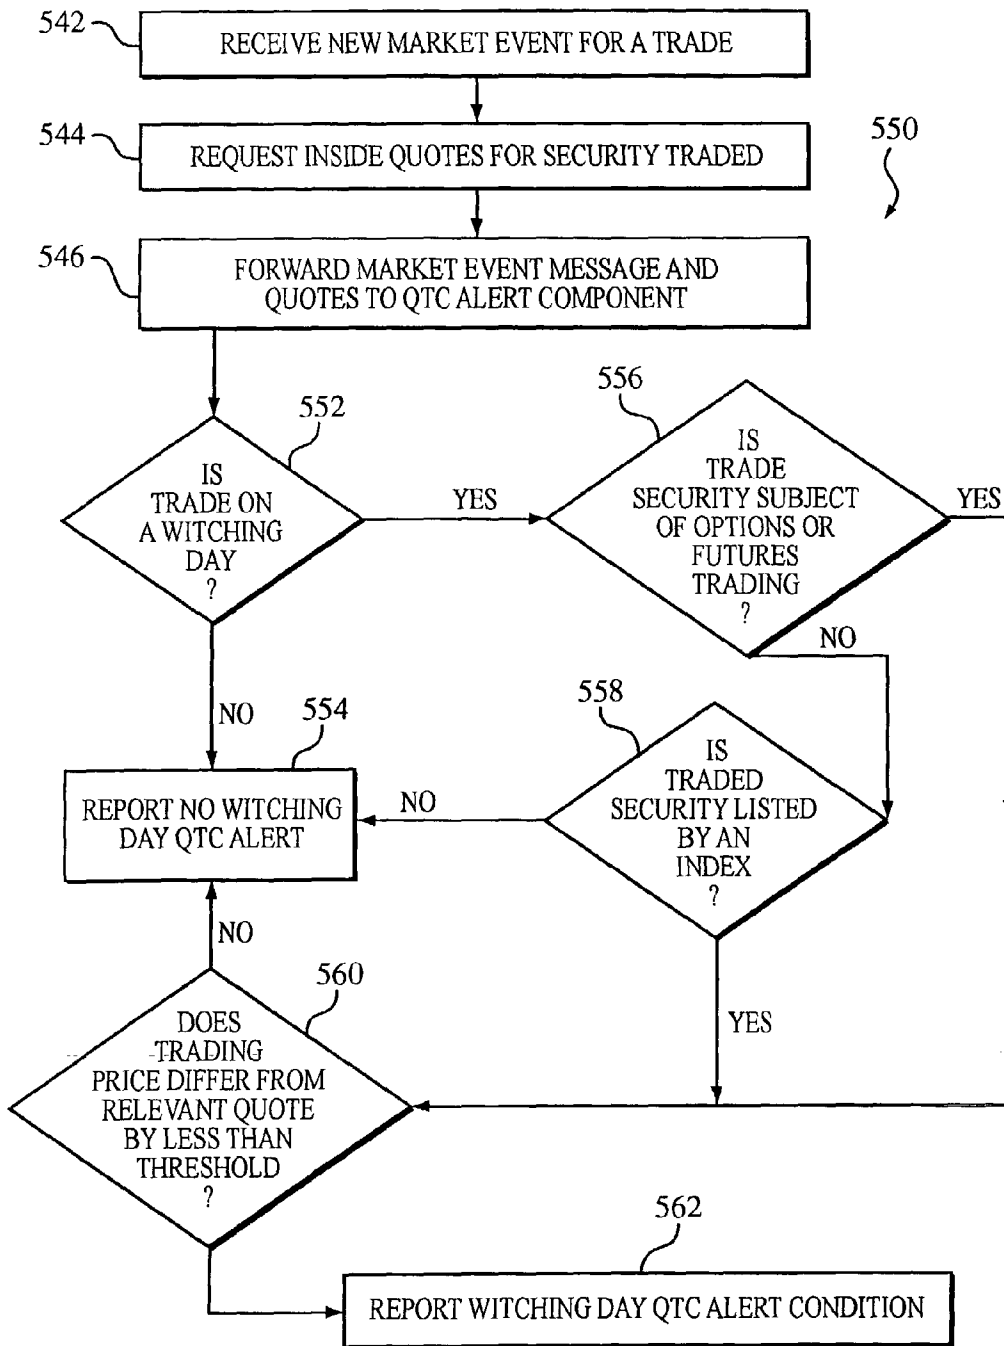 542
RECEIVE NEW MARKET EVENT FOR A TRADE
544
REQUEST INSIDE QUOTES FOR SECURITY TRADED
550
546
FORWARD MARKET EVENT MESSAGE AND
QUOTES TO QTC ALERT COMPONENT
552
IS
TRADE ON
A WITCHING
DAY
?
YES
556
IS
TRADE
SECURITY SUBJECT
OF OPTIONS OR
FUTURES
TRADING
?
YES
NO
NO
554
REPORT NO WITCHING
DAY QTC ALERT
558
IS
TRADED
SECURITY LISTED
BY AN
INDEX
?
NO
YES
NO
560
DOES
TRADING
PRICE DIFFER FROM
RELEVANT QUOTE
BY LESS THAN
THRESHOLD
?
562
REPORT WITCHING DAY QTC ALERT CONDITION